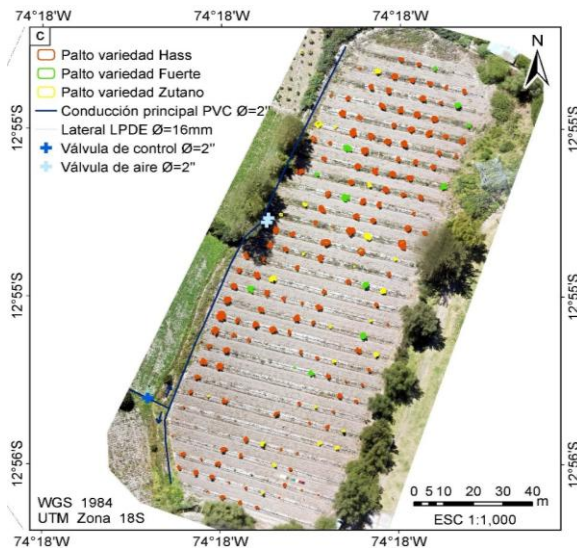 74°18'W 74°18'W 74°18'W
C
N
Palto variedad Hass
Palto variedad Fuerte
Palto variedad Zutano
Conducción principal PVC Ø=2"
Lateral LPDE Ø=16mm
Válvula de control Ø=2"
Válvula de aire Ø=2"
12°55'S 12°55'S
12°55'S 12°55'S
12°56'S 12°56'S
WGS 1984
UTM Zona 18S
0 5 10 20 30 40
m
ESC 1:1,000
74°18'W 74°18'W 74°18'W